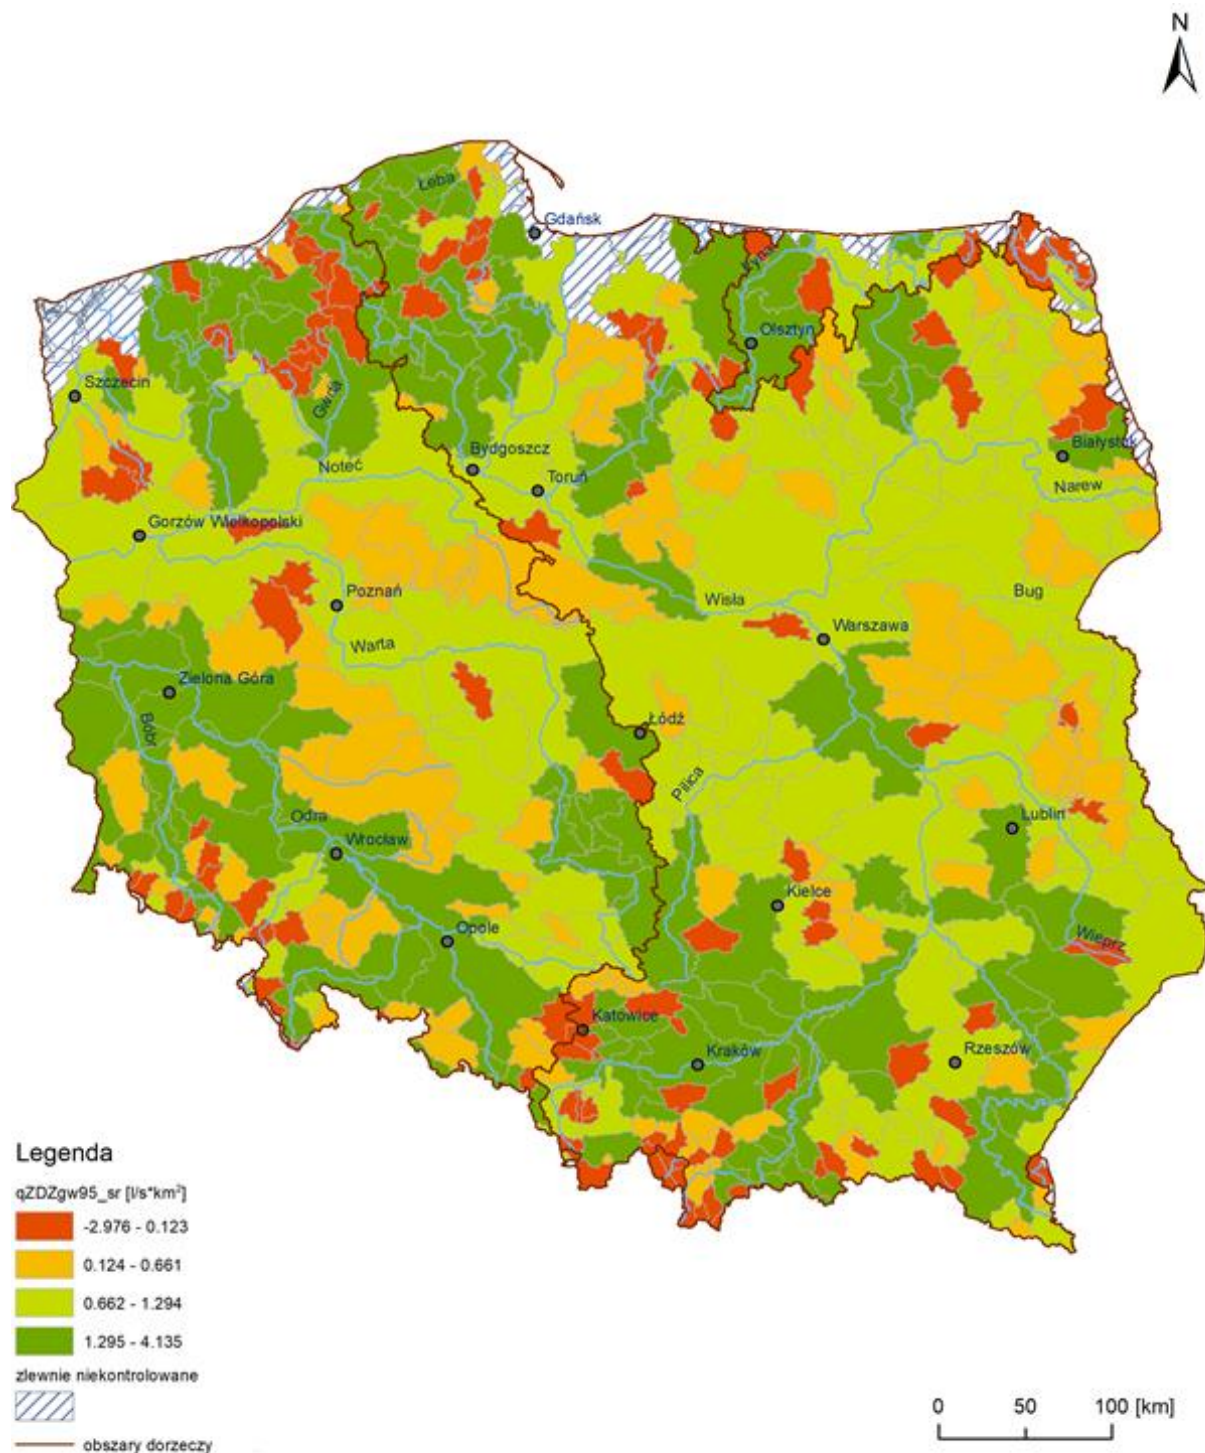 N
Łeba
Gdańsk
Łyna
Olsztyn
Szczecin
Gwda
Białystok
Bydgoszcz
Noteć
Toruń
Narew
Gorzów Wielkopolski
Bug
Poznań
Wisła
Warszawa
Warta
Zielona Góra
Bóbr
Łódź
Pilica
Odra
Lublin
Wrocław
Kielce
Opole
Wieprz
Katowice
Kraków
Rzeszów
Legenda
qZDZgw95_sr [l/s*km²]
-2.976 - 0.123
0.124 - 0.661
0.662 - 1.294
1.295 - 4.135
zlewnie niekontrolowane
obszary dorzeczy
0 50 100 [km]